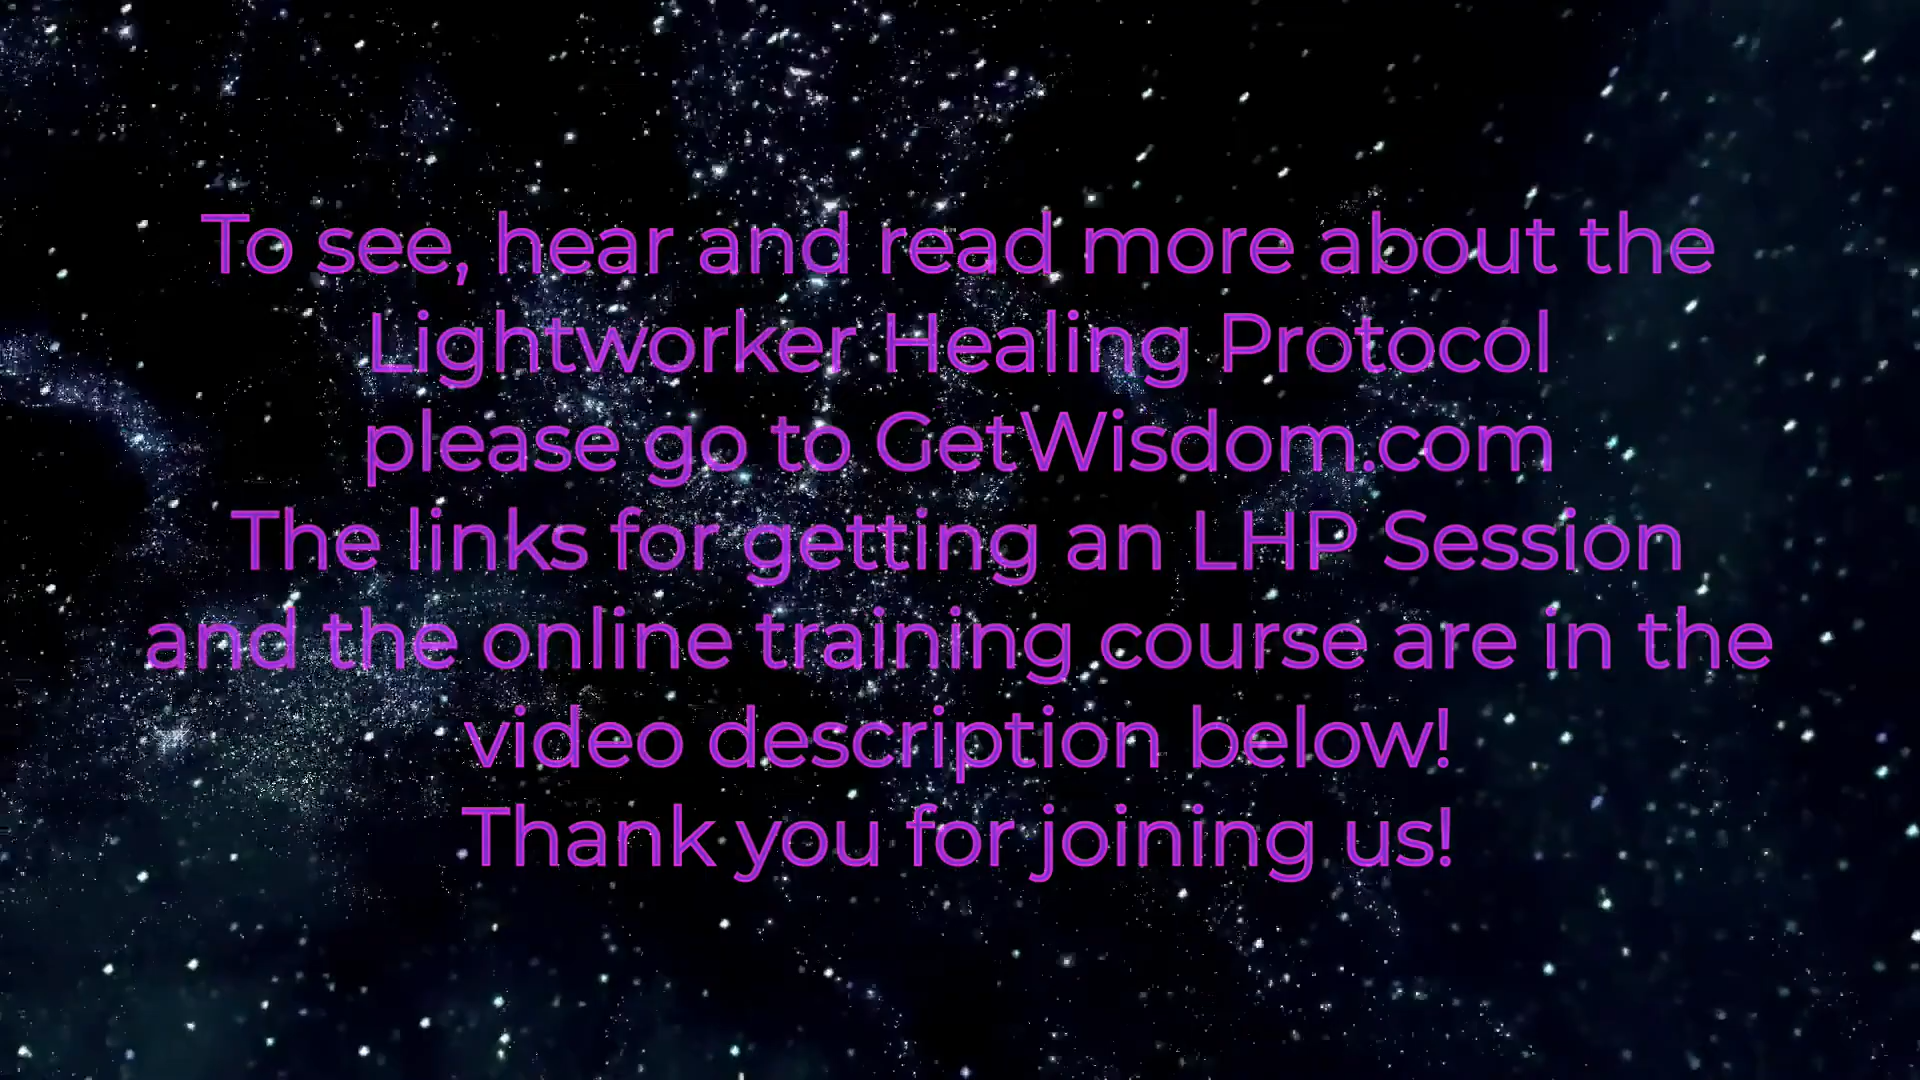 To see, hear and read more about the
Lightworker Healing Protocol
please go to GetWisdom.com
The links for getting an LHP Session
and the online training course are in the
video description below!
Thank you for joining us!